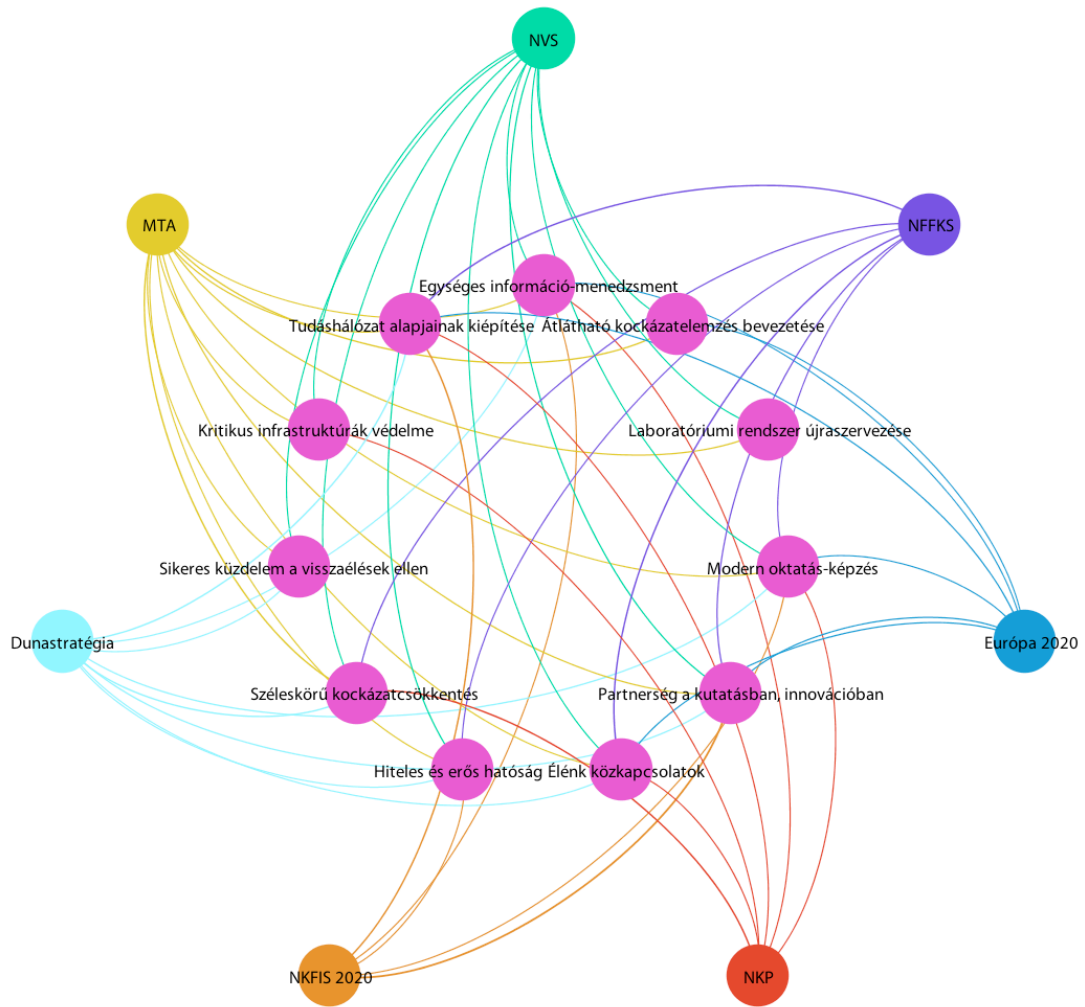 NVS
MTA
NFFKS
Egységes információ-menedzsment
Tudáshálózat alapjainak kiépítése
Átlátható kockázatelemzés bevezetése
Kritikus infrastruktúrák védelme
Laboratóriumi rendszer újraszervezése
Sikeres küzdelem a visszaélések ellen
Modern oktatás-képzés
Dunastratégia
Európa 2020
Széleskörű kockázatcsökkentés
Partnerség a kutatásban, innovációban
Hiteles és erős hatóság
Élénk közkapcsolatok
NKFIS 2020
NKP